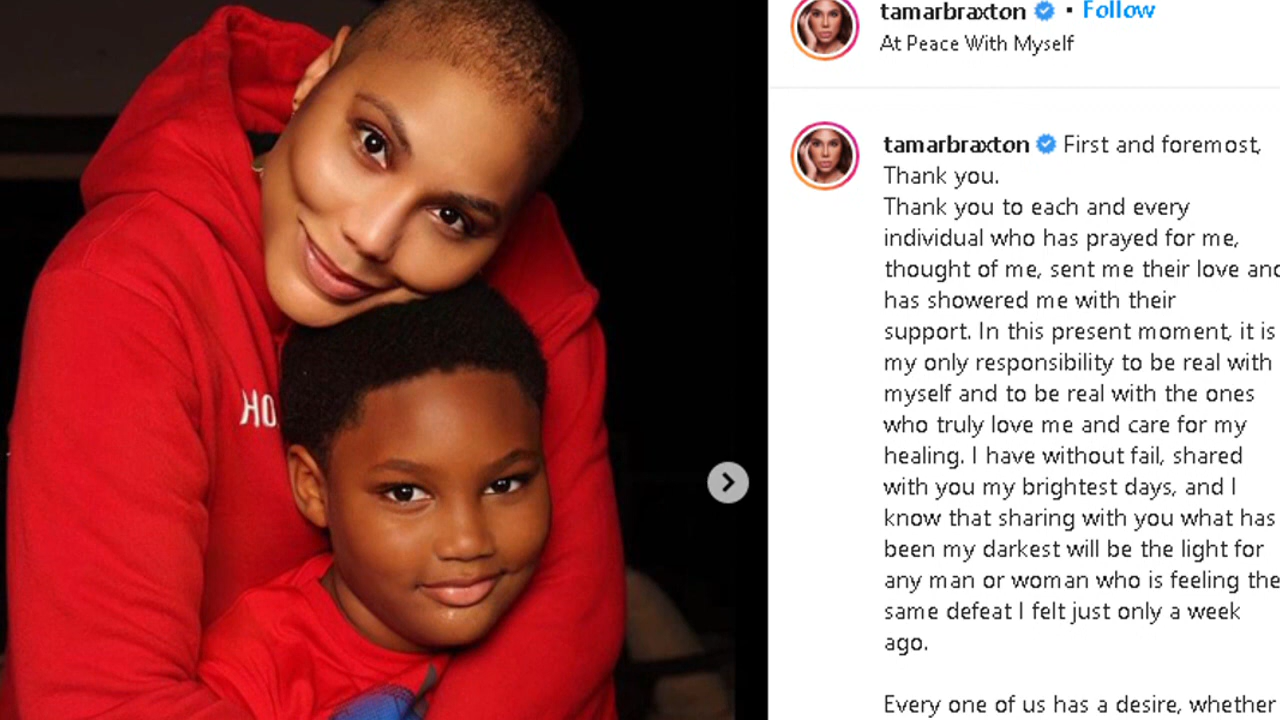 tamarbraxton • Follow
At Peace With Myself
tamarbraxton First and foremost,
Thank you.
Thank you to each and every
individual who has prayed for me,
thought of me, sent me their love and
has showered me with their
support. In this present moment, it is
my only responsibility to be real with
myself and to be real with the ones
who truly love me and care for my
healing. I have without fail, shared
with you my brightest days, and I
know that sharing with you what has
been my darkest will be the light for
any man or woman who is feeling the
same defeat I felt just only a week
ago.
Every one of us has a desire, whether
HO